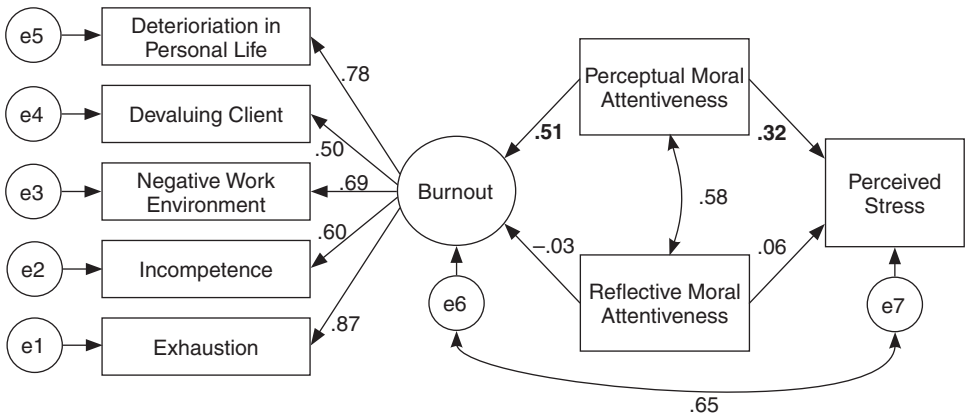 e5
Deterioration in
Personal Life
.78
e4
Devaluing Client
.50
e3
Negative Work
Environment
.69
e2
Incompetence
.60
e1
Exhaustion
.87
Burnout
e6
Perceptual Moral
Attentiveness
.51
.32
.58
–.03
.06
Reflective Moral
Attentiveness
Perceived
Stress
e7
.65